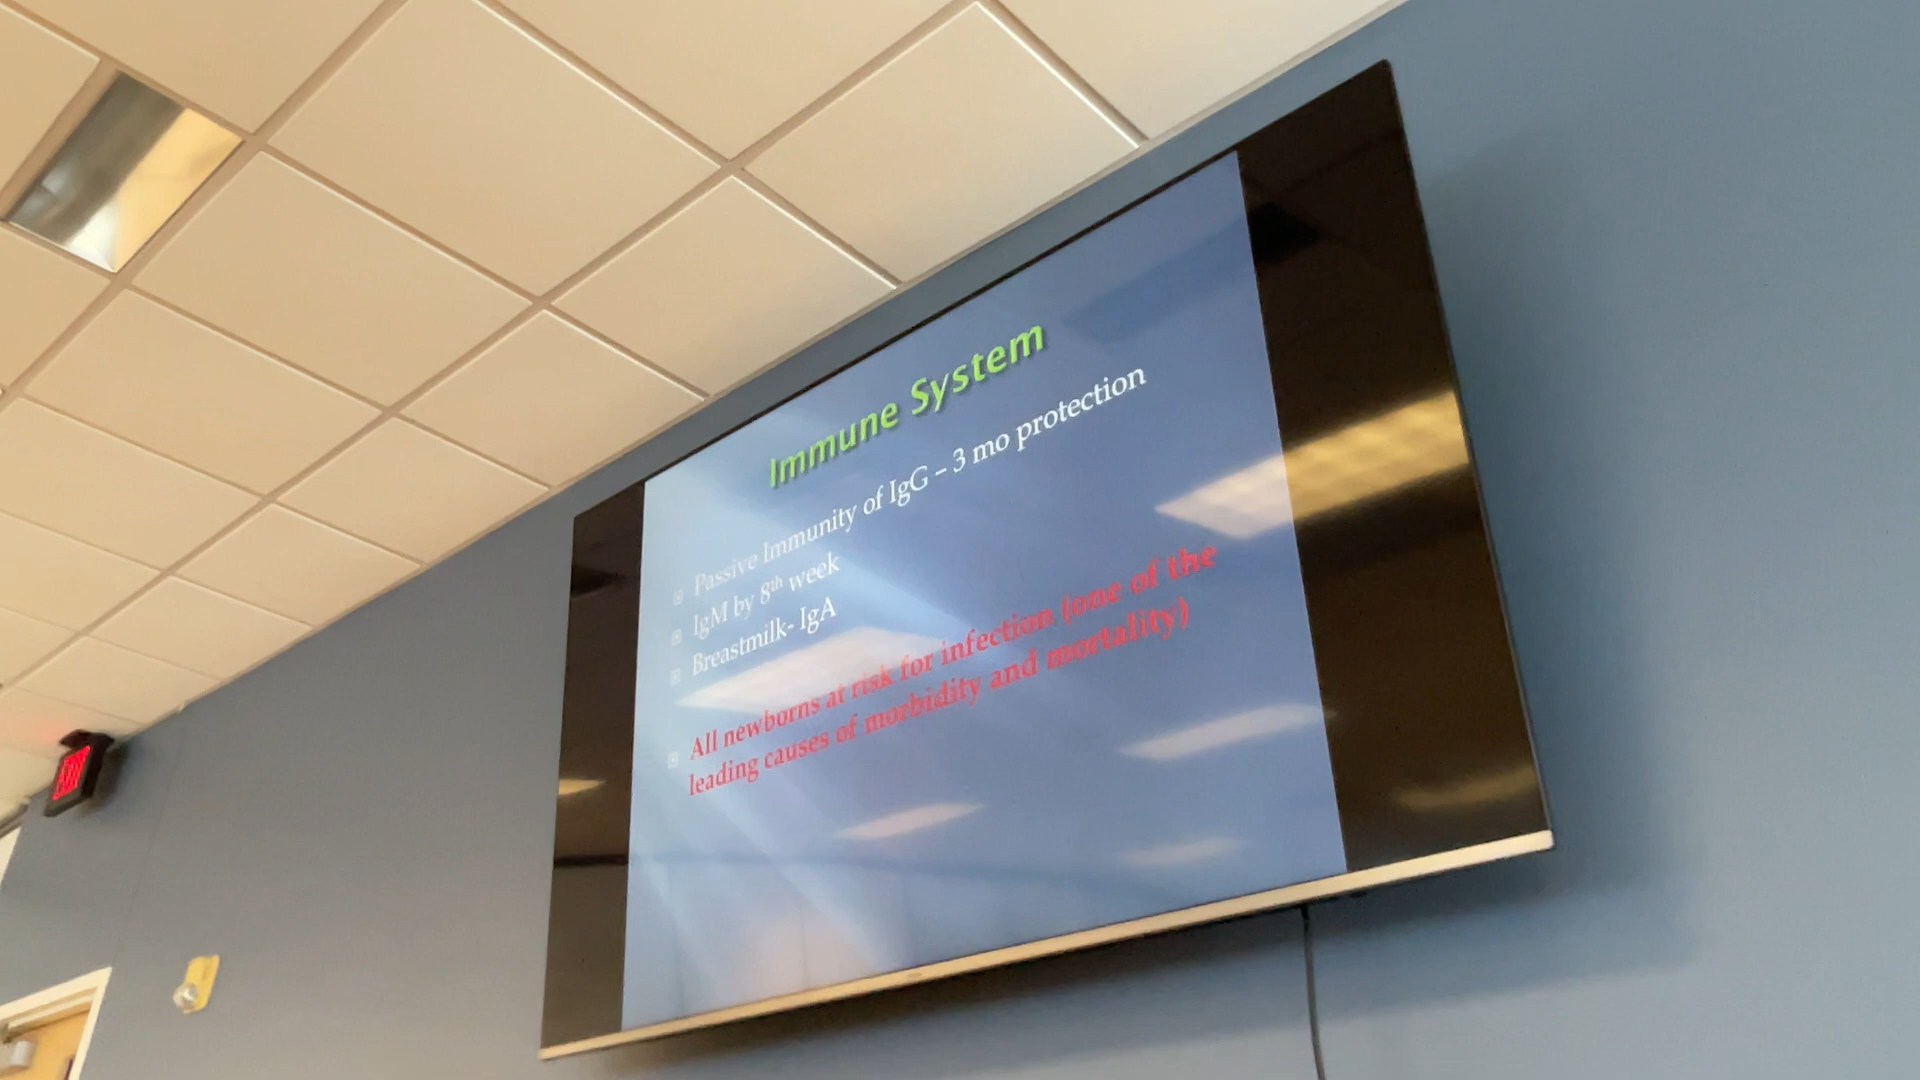 Immune System
Passive Immunity of IgG – 3 mo protection
IgM by 8th week
Breastmilk- IgA
All newborns at risk for infection (one of the
leading causes of morbidity and mortality)